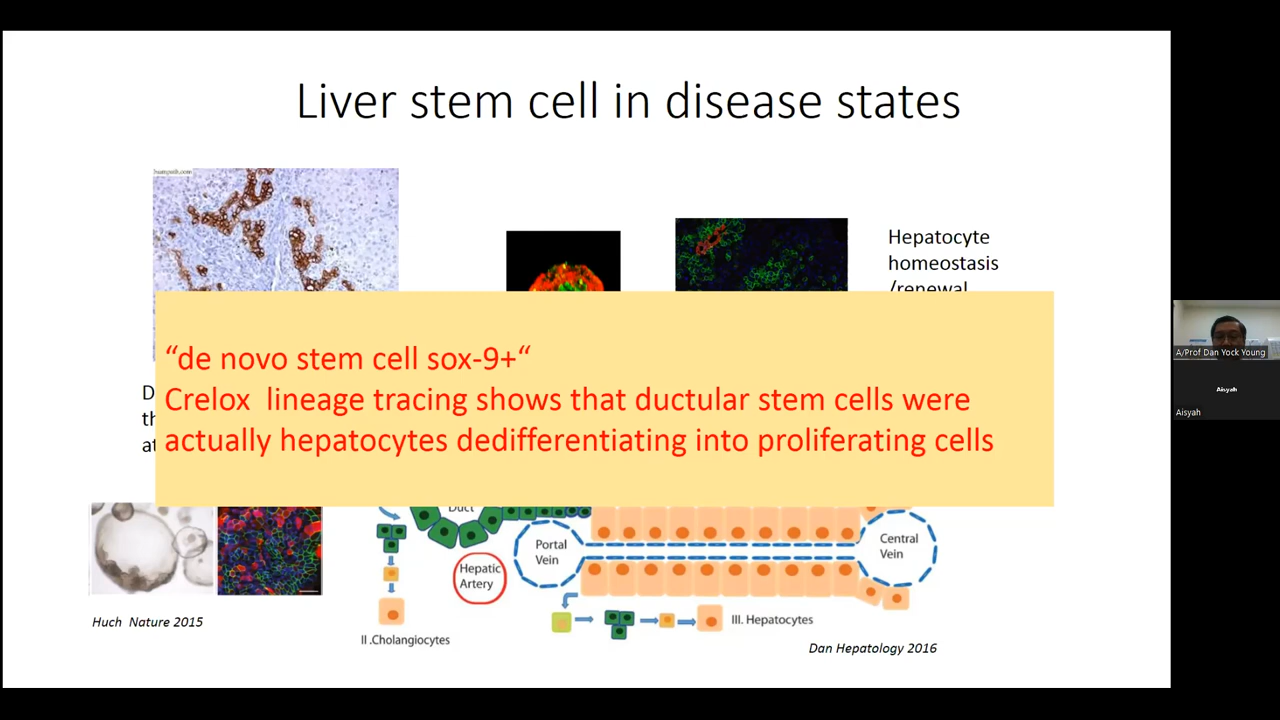 Liver stem cell in disease states
Hepatocyte
homeostasis
/renewal
“de novo stem cell sox-9+“
Crelox lineage tracing shows that ductular stem cells were
actually hepatocytes dedifferentiating into proliferating cells
Duct
Portal
Vein
Central
Vein
Hepatic
Artery
III. Hepatocytes
II .Cholangiocytes
Huch Nature 2015
Dan Hepatology 2016
A/Prof Dan Yock Young
Aisyah
Aisyah